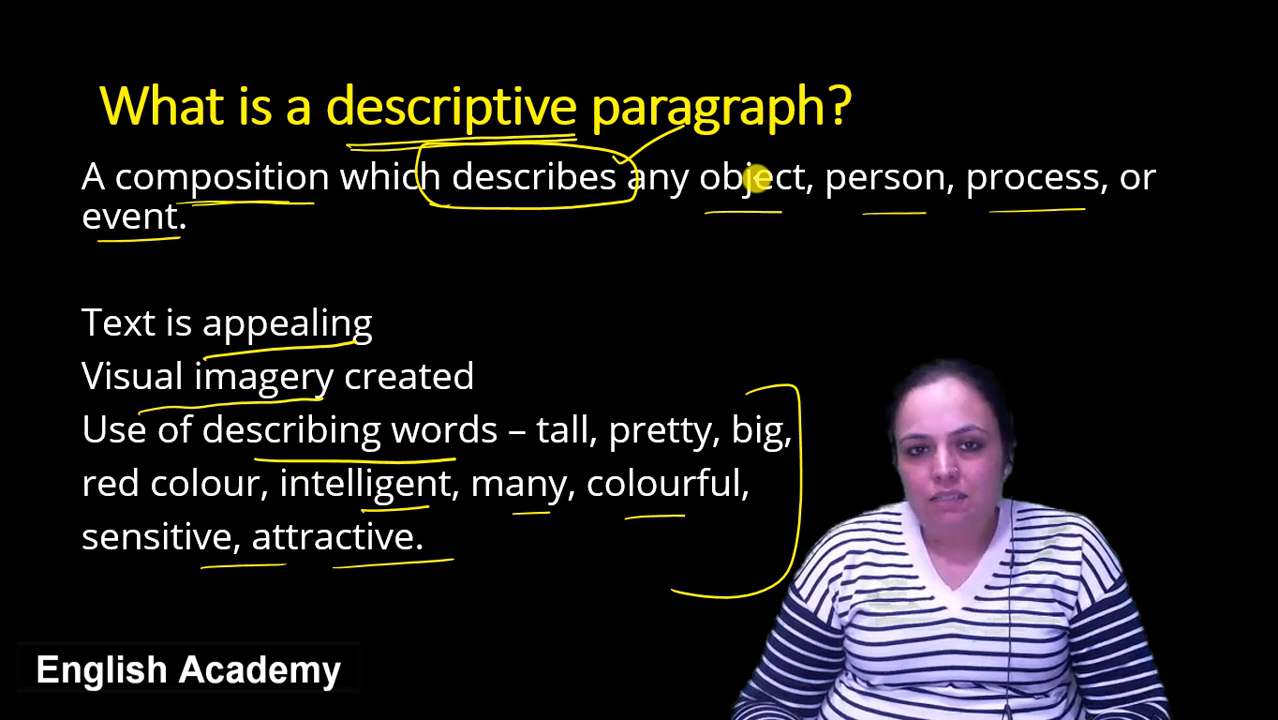 What is a descriptive paragraph?
A composition which describes any object, person, process, or
event.
Text is appealing
Visual imagery created
Use of describing words – tall, pretty, big,
red colour, intelligent, many, colourful,
sensitive, attractive.
English Academy